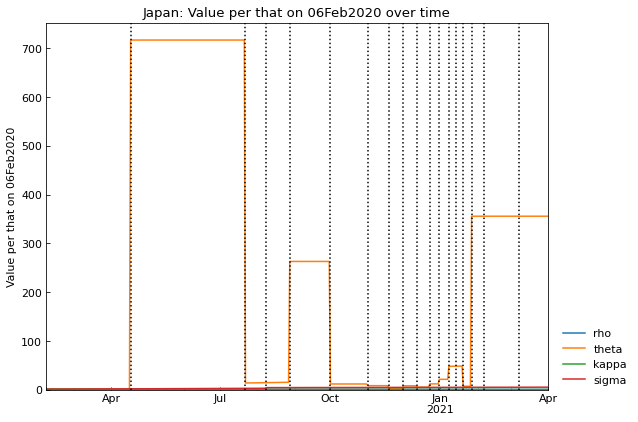 Japan: Value per that on 06Feb2020 over time
Value per that on 06Feb2020
700
600
500
400
300
200
100
0
Apr
Jul
Oct
Jan
2021
Apr
rho
theta
kappa
sigma